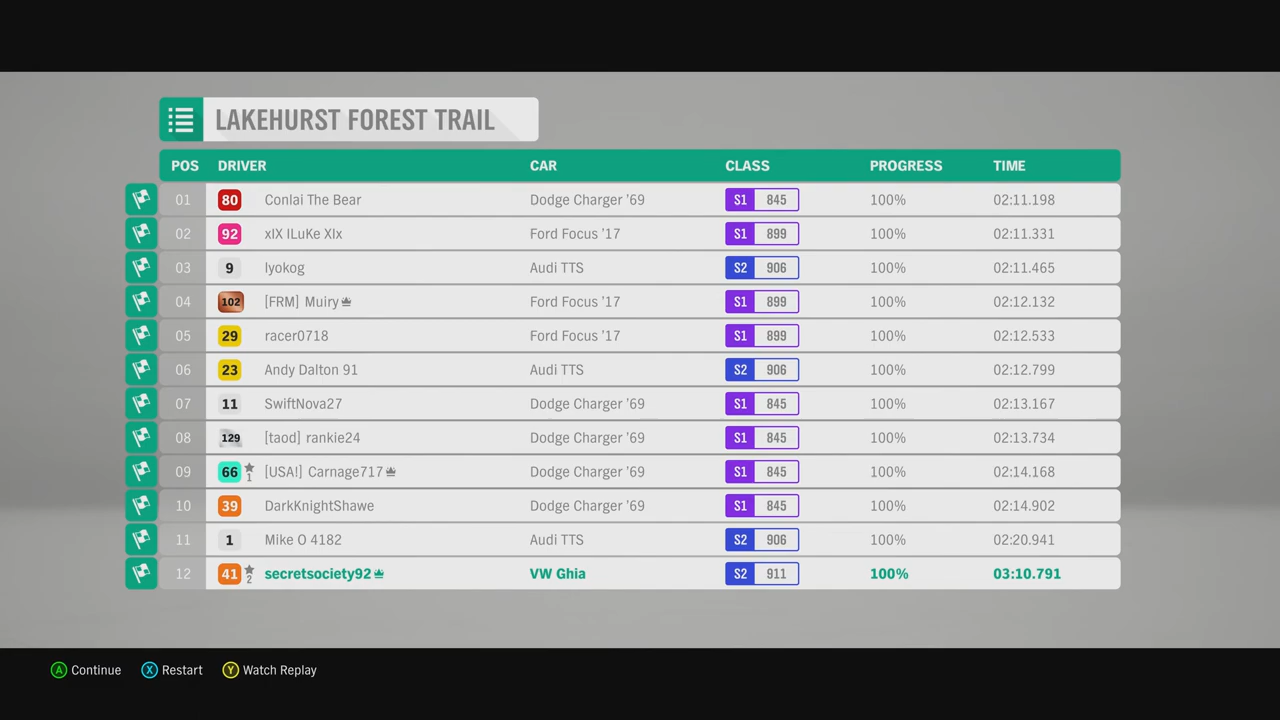 LAKEHURST FOREST TRAIL
POS DRIVER CAR CLASS PROGRESS TIME
01 80 Conlai The Bear Dodge Charger '69 S1 845 100% 02:11.198
02 92 xIX ILuKe XIx Ford Focus '17 S1 899 100% 02:11.331
03 9 Iyokog Audi TTS S2 906 100% 02:11.465
04 102 [FRM] Muiry Ford Focus '17 S1 899 100% 02:12.132
05 29 racer0718 Ford Focus '17 S1 899 100% 02:12.533
06 23 Andy Dalton 91 Audi TTS S2 906 100% 02:12.799
07 11 SwiftNova27 Dodge Charger '69 S1 845 100% 02:13.167
08 129 [taod] rankie24 Dodge Charger '69 S1 845 100% 02:13.734
09 66 1 [USA!] Carnage717 Dodge Charger '69 S1 845 100% 02:14.168
10 39 DarkKnightShawe Dodge Charger '69 S1 845 100% 02:14.902
11 1 Mike O 4182 Audi TTS S2 906 100% 02:20.941
12 41 2 secretsociety92 VW Ghia S2 911 100% 03:10.791
A Continue X Restart Y Watch Replay